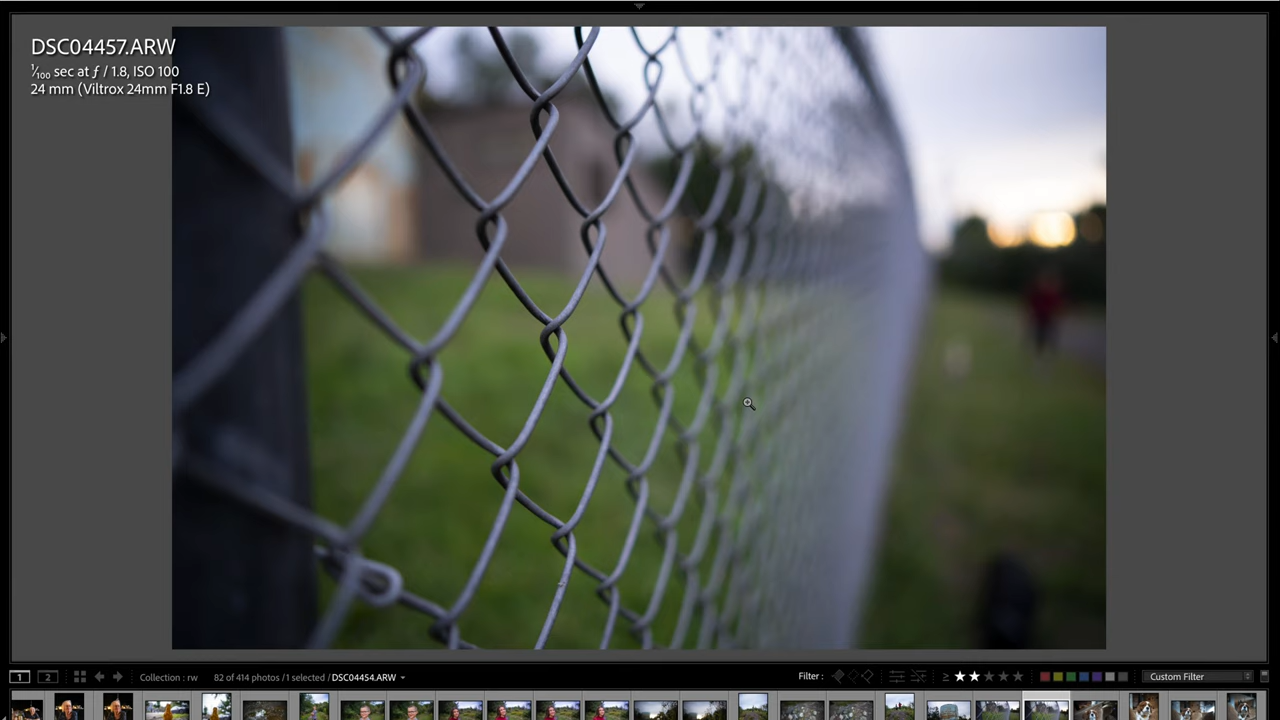 DSC04457.ARW
1/100 sec at ƒ / 1.8, ISO 100
24 mm (Viltrox 24mm F1.8 E)
1 2 Collection : rw 82 of 414 photos /1 selected / DSC04454.ARW Filter : ≥ ★★★★★ Custom Filter